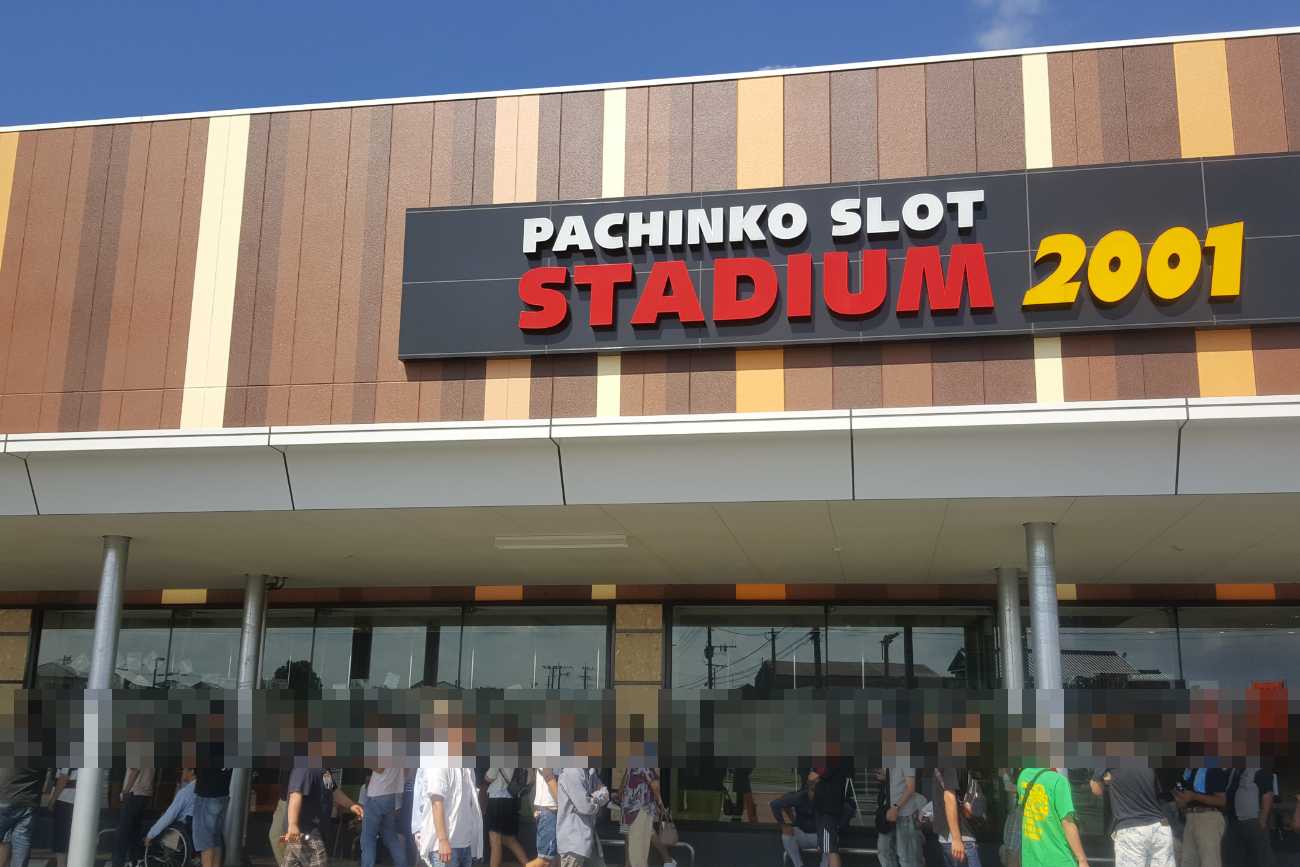 PACHINKO SLOT
STADIUM 2001